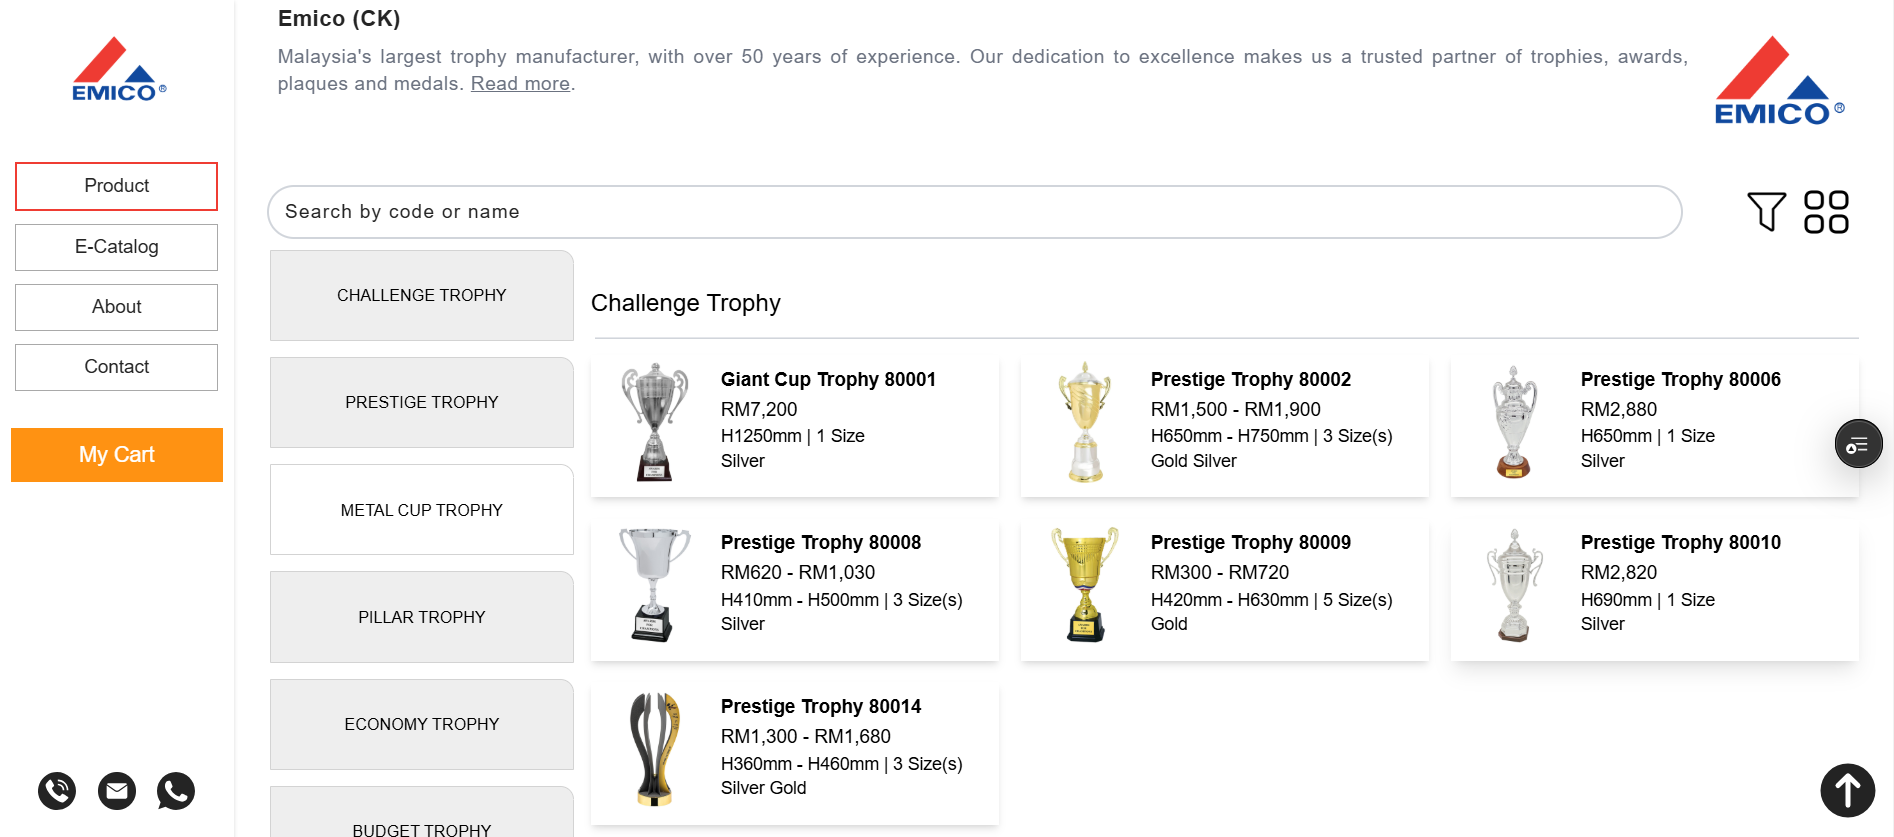 EMICO®
Product
E-Catalog
About
Contact
My Cart
Emico (CK)
Malaysia's largest trophy manufacturer, with over 50 years of experience. Our dedication to excellence makes us a trusted partner of trophies, awards,
plaques and medals. Read more.
EMICO®
Search by code or name
CHALLENGE TROPHY
PRESTIGE TROPHY
METAL CUP TROPHY
PILLAR TROPHY
ECONOMY TROPHY
BUDGET TROPHY
Challenge Trophy
Giant Cup Trophy 80001
RM7,200
H1250mm | 1 Size
Silver
Prestige Trophy 80002
RM1,500 - RM1,900
H650mm - H750mm | 3 Size(s)
Gold Silver
Prestige Trophy 80006
RM2,880
H650mm | 1 Size
Silver
Prestige Trophy 80008
RM620 - RM1,030
H410mm - H500mm | 3 Size(s)
Silver
Prestige Trophy 80009
RM300 - RM720
H420mm - H630mm | 5 Size(s)
Gold
Prestige Trophy 80010
RM2,820
H690mm | 1 Size
Silver
Prestige Trophy 80014
RM1,300 - RM1,680
H360mm - H460mm | 3 Size(s)
Silver Gold